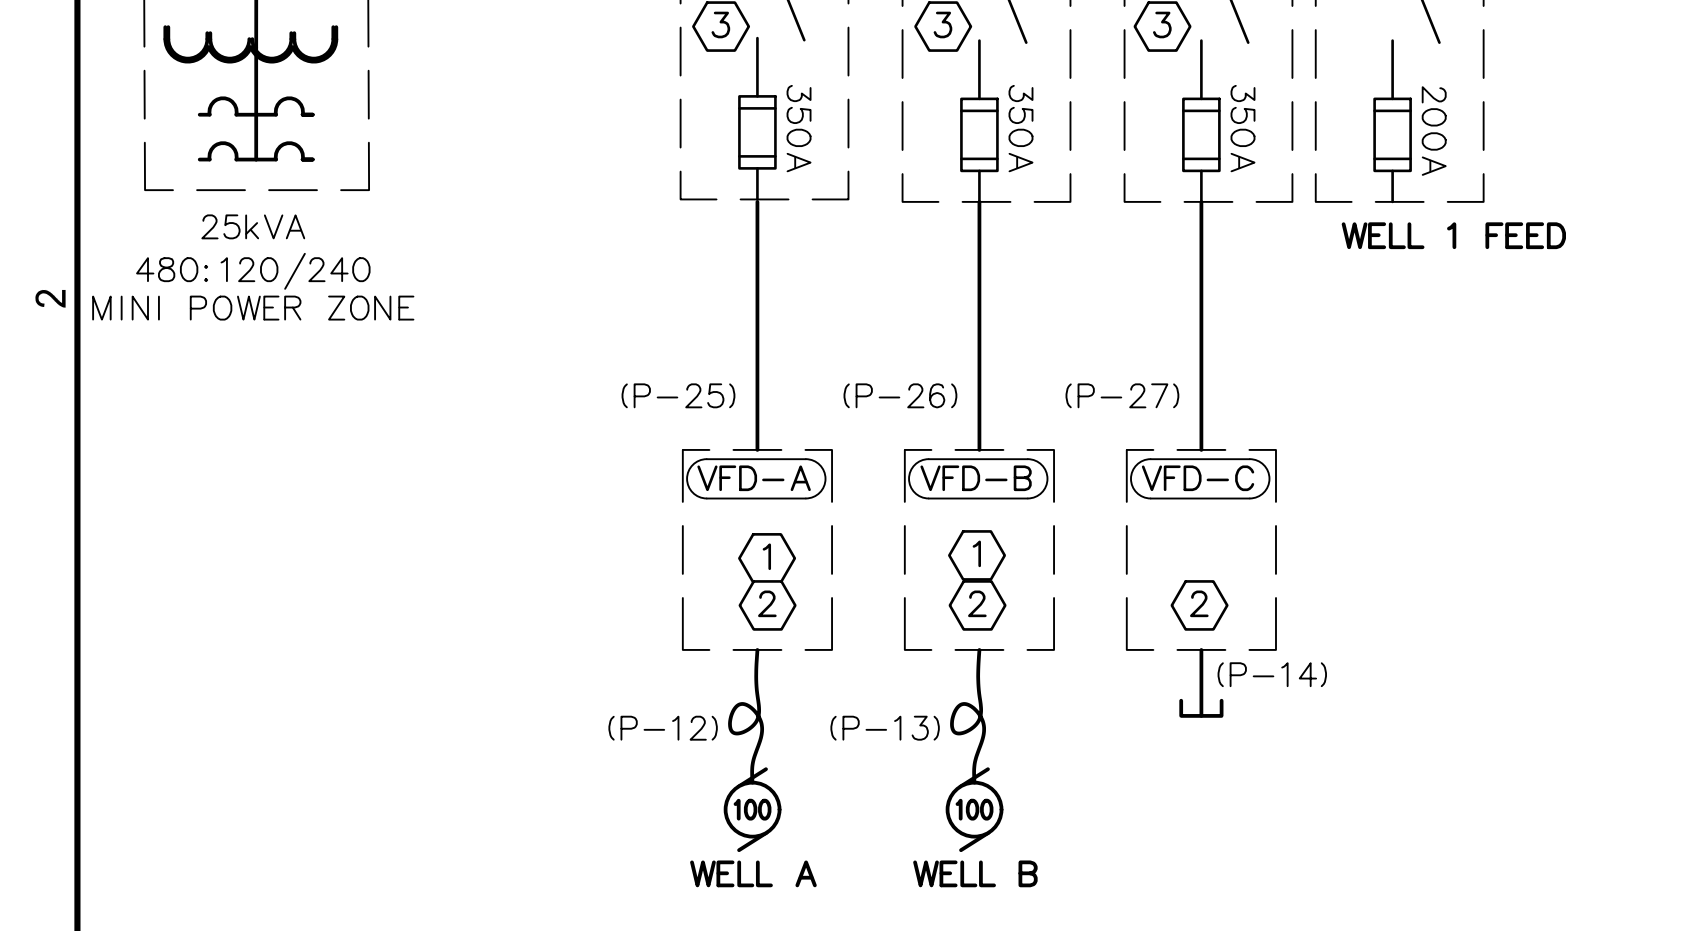 3
3
3
350A
350A
350A
200A
WELL 1 FEED
25kVA
480:120/240
MINI POWER ZONE
2
(P-25)
(P-26)
(P-27)
VFD-A
VFD-B
VFD-C
1
1
2
2
2
(P-14)
(P-12)
(P-13)
100
100
WELL A
WELL B